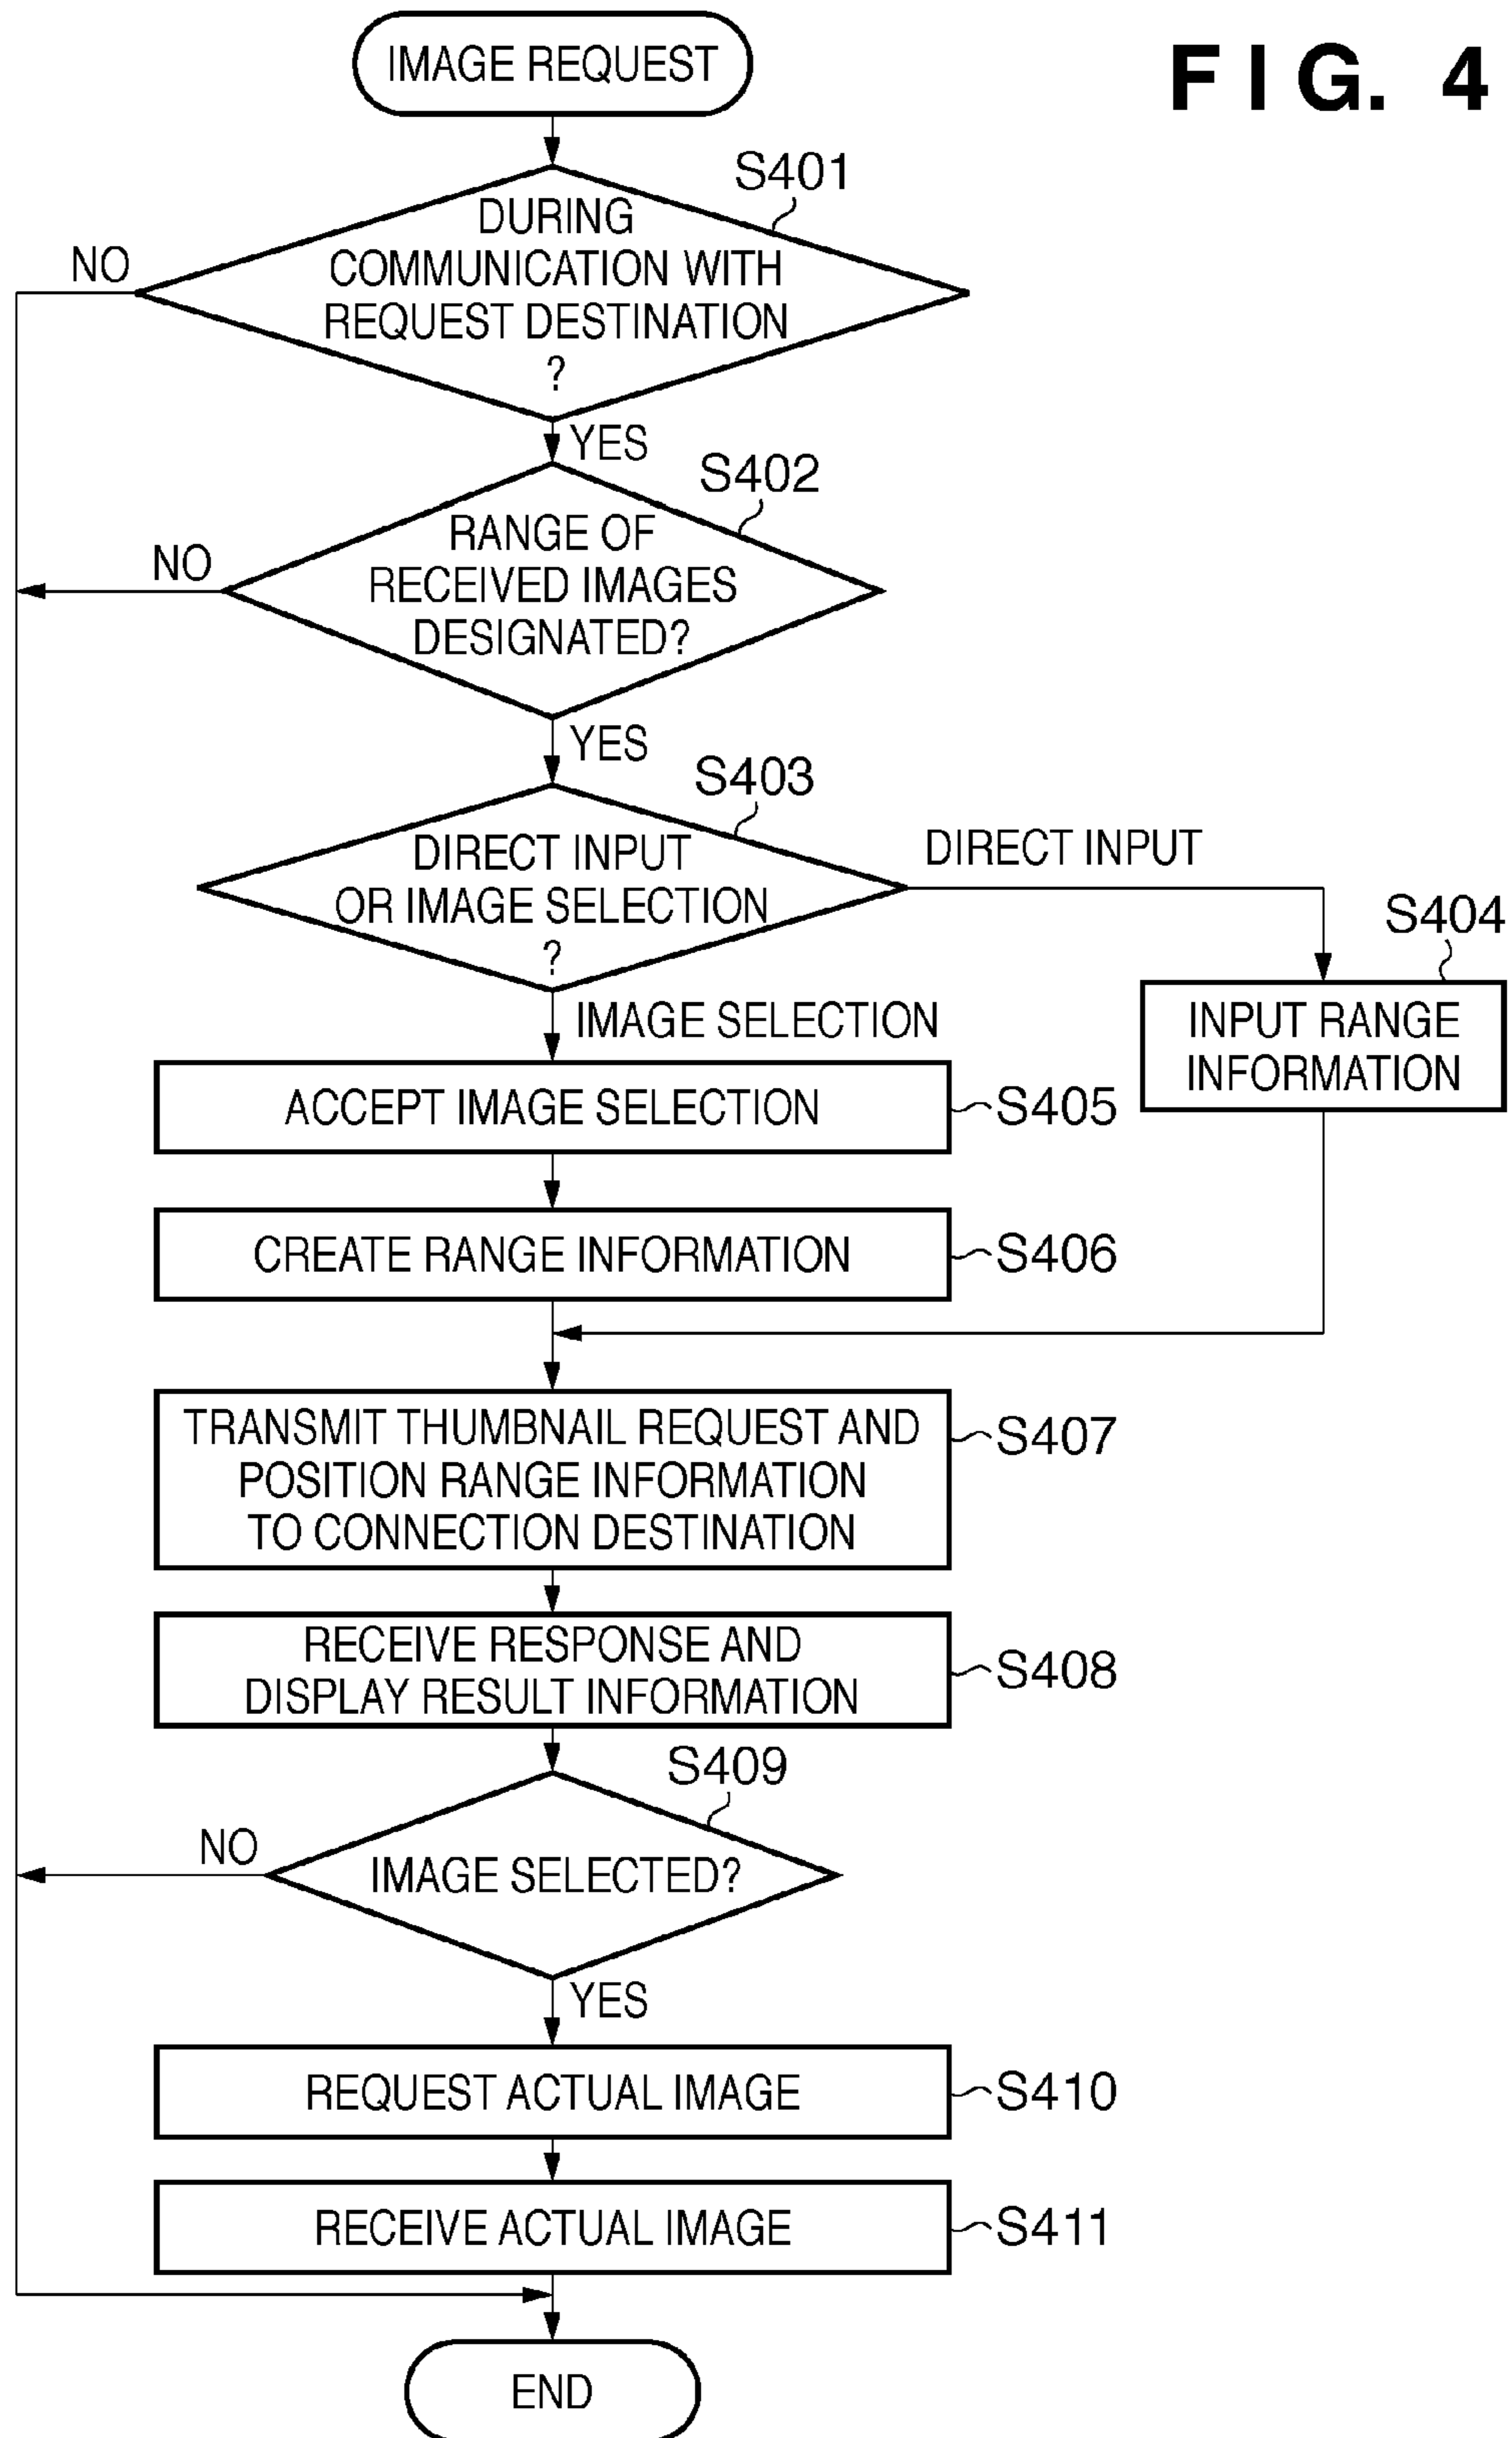 IMAGE REQUEST
FIG. 4
S401
DURING
COMMUNICATION WITH
REQUEST DESTINATION
?
NO
YES
S402
RANGE OF
RECEIVED IMAGES
DESIGNATED?
NO
YES
S403
DIRECT INPUT
OR IMAGE SELECTION
?
DIRECT INPUT
S404
INPUT RANGE
INFORMATION
IMAGE SELECTION
ACCEPT IMAGE SELECTION
S405
CREATE RANGE INFORMATION
S406
TRANSMIT THUMBNAIL REQUEST AND
POSITION RANGE INFORMATION
TO CONNECTION DESTINATION
S407
RECEIVE RESPONSE AND
DISPLAY RESULT INFORMATION
S408
S409
IMAGE SELECTED?
NO
YES
REQUEST ACTUAL IMAGE
S410
RECEIVE ACTUAL IMAGE
S411
END